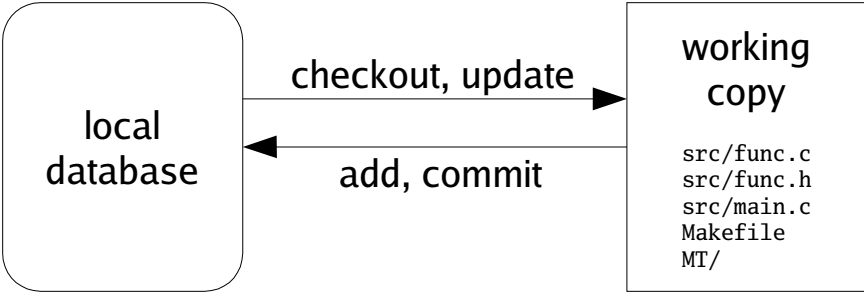 local
database
checkout, update
add, commit
working
copy
src/func.c
src/func.h
src/main.c
Makefile
MT/